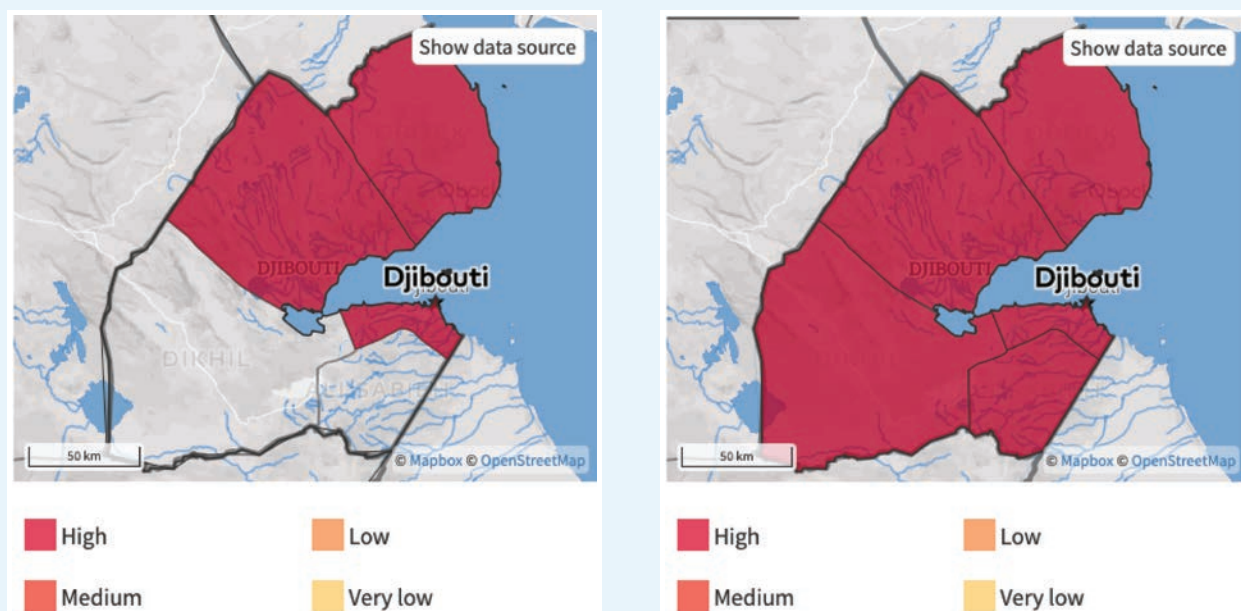 Show data source
DJIBOUTI
Djibouti
DIKHIL
50 km
© Mapbox © OpenStreetMap
High
Low
Medium
Very low
Show data source
DJIBOUTI
Djibouti
50 km
© Mapbox © OpenStreetMap
High
Low
Medium
Very low